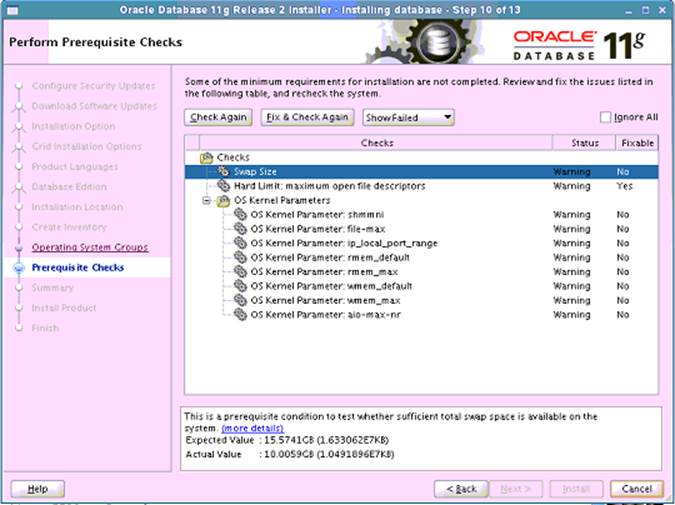 Oracle Database 11g Release 2 Installer - Installing database - Step 10 of 13
Perform Prerequisite Checks
ORACLE
DATABASE
11g
Configure Security Updates
Download Software Updates
Installation Option
Grid Installation Options
Product Languages
Database Edition
Installation Location
Create Inventory
Operating System Groups
Prerequisite Checks
Summary
Install Product
Finish
Some of the minimum requirements for installation are not completed. Review and fix the issues listed in
the following table, and recheck the system.
Check Again
Fix & Check Again
Show Failed
Ignore All
Checks Status Fixable
Checks
Swap Size Warning No
Hard Limit: maximum open file descriptors Warning Yes
OS Kernel Parameters
OS Kernel Parameter: shmmni Warning No
OS Kernel Parameter: file-max Warning No
OS Kernel Parameter: ip_local_port_range Warning No
OS Kernel Parameter: rmem_default Warning No
OS Kernel Parameter: rmem_max Warning No
OS Kernel Parameter: wmem_default Warning No
OS Kernel Parameter: wmem_max Warning No
OS Kernel Parameter: aio-max-nr Warning No
This is a prerequisite condition to test whether sufficient total swap space is available on the
system. (more details)
Expected Value : 15.5741GB (1.633062E7KB)
Actual Value : 10.0059GB (1.0491896E7KB)
Help
< Back
Next >
Install
Cancel